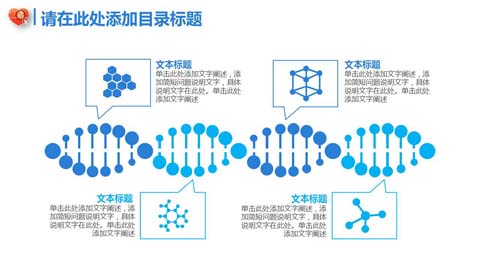 请在此处添加目录标题
文本标题
单击此处添加文字阐述，添
加简短问题说明文字，具体
说明文字在此处。单击此处
添加文字阐述
文本标题
单击此处添加文字阐述，添
加简短问题说明文字，具体
说明文字在此处。单击此处
添加文字阐述
文本标题
单击此处添加文字阐述，添
加简短问题说明文字，具体
说明文字在此处。单击此处
添加文字阐述
文本标题
单击此处添加文字阐述，添
加简短问题说明文字，具体
说明文字在此处。单击此处
添加文字阐述